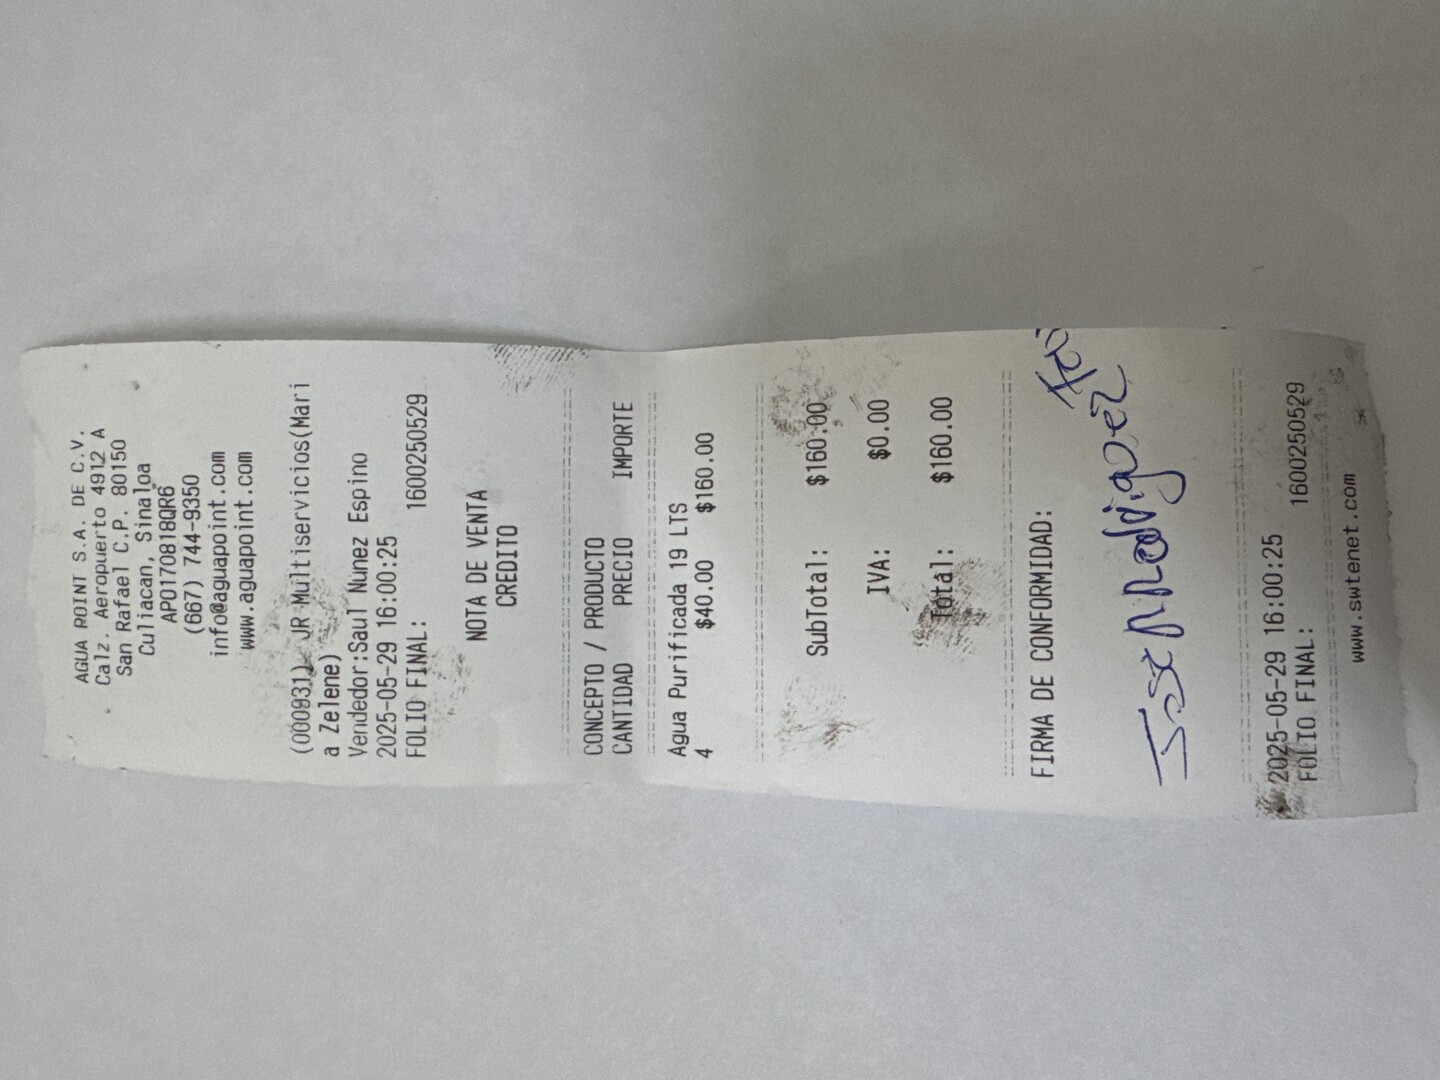 AGUA POINT S.A. DE C.V.
Calz. Aeropuerto 4912 A
San Rafael C.P. 80150
Culiacan, Sinaloa
APO170818QR6
(667) 744-9350
info@aguapoint.com
www.aguapoint.com
(000931) JR Multiservicios(Mari
a Zelene)
Vendedor:Saul Nunez Espino
2025-05-29 16:00:25
FOLIO FINAL: 1600250529
NOTA DE VENTA
CREDITO
CONCEPTO / PRODUCTO
CANTIDAD PRECIO IMPORTE
Agua Purificada 19 LTS
4 $40.00 $160.00
SubTotal: $160.00
IVA: $0.00
Total: $160.00
FIRMA DE CONFORMIDAD:
Jose Rodriguez
2025-05-29 16:00:25
FOLIO FINAL: 1600250529
www.swtenet.com